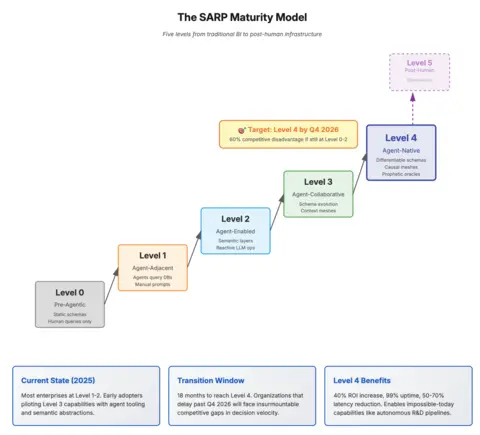 The SARP Maturity Model
Five levels from traditional BI to post-human infrastructure
Level 5
Post-Human
🎯 Target: Level 4 by Q4 2026
60% competitive disadvantage if still at Level 0-2
Level 4
Agent-Native
Differentiable schemas
Causal meshes
Prophetic oracles
Level 3
Agent-Collaborative
Schema evolution
Context meshes
Level 2
Agent-Enabled
Semantic layers
Reactive LLM ops
Level 1
Agent-Adjacent
Agents query DBs
Manual prompts
Level 0
Pre-Agentic
Static schemas
Human queries only
Current State (2025)
Most enterprises at Level 1-2. Early adopters
piloting Level 3 capabilities with agent tooling
and semantic abstractions.
Transition Window
18 months to reach Level 4. Organizations that
delay past Q4 2026 will face insurmountable
competitive gaps in decision velocity.
Level 4 Benefits
40% ROI increase, 99% uptime, 50-70%
latency reduction. Enables impossible-today
capabilities like autonomous R&D pipelines.